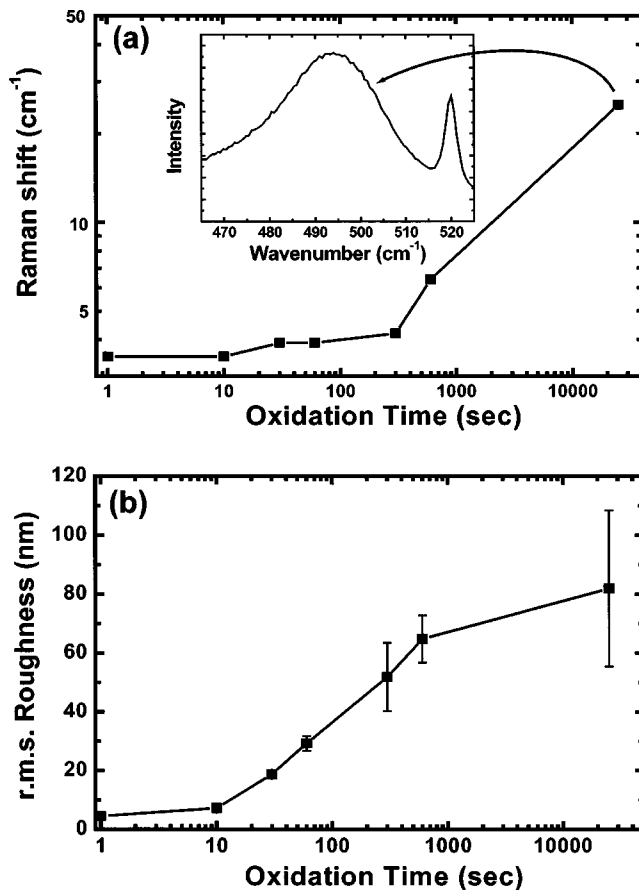 (a)
50
10
5
Raman shift (cm-1)
Intensity
470 480 490 500 510 520
Wavenumber (cm-1)
1 10 100 1000 10000
Oxidation Time (sec)
(b)
120
100
80
60
40
20
0
r.m.s. Roughness (nm)
1 10 100 1000 10000
Oxidation Time (sec)